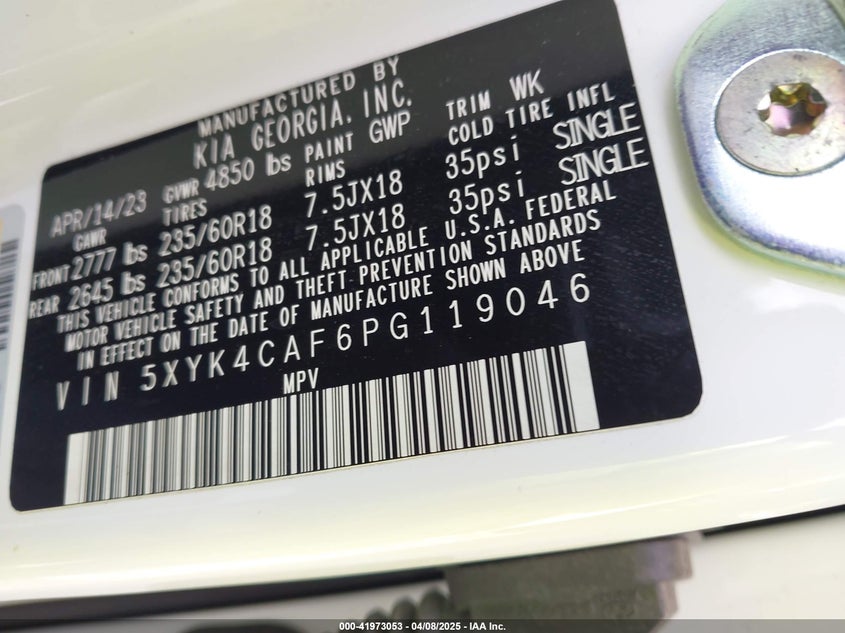 MANUFACTURED BY
KIA GEORGIA, INC.
APR/14/23 GVWR 4850 lbs PAINT GWP TRIM WK
GAWR TIRES RIMS COLD TIRE INFL
FRONT 2777 lbs 235/60R18 7.5JX18 35psi SINGLE
REAR 2645 lbs 235/60R18 7.5JX18 35psi SINGLE
THIS VEHICLE CONFORMS TO ALL APPLICABLE U.S.A. FEDERAL
MOTOR VEHICLE SAFETY AND THEFT PREVENTION STANDARDS
IN EFFECT ON THE DATE OF MANUFACTURE SHOWN ABOVE
VIN 5XYK4CAF6PG119046
MPV
000-41973053 - 04/08/2025 - IAA Inc.